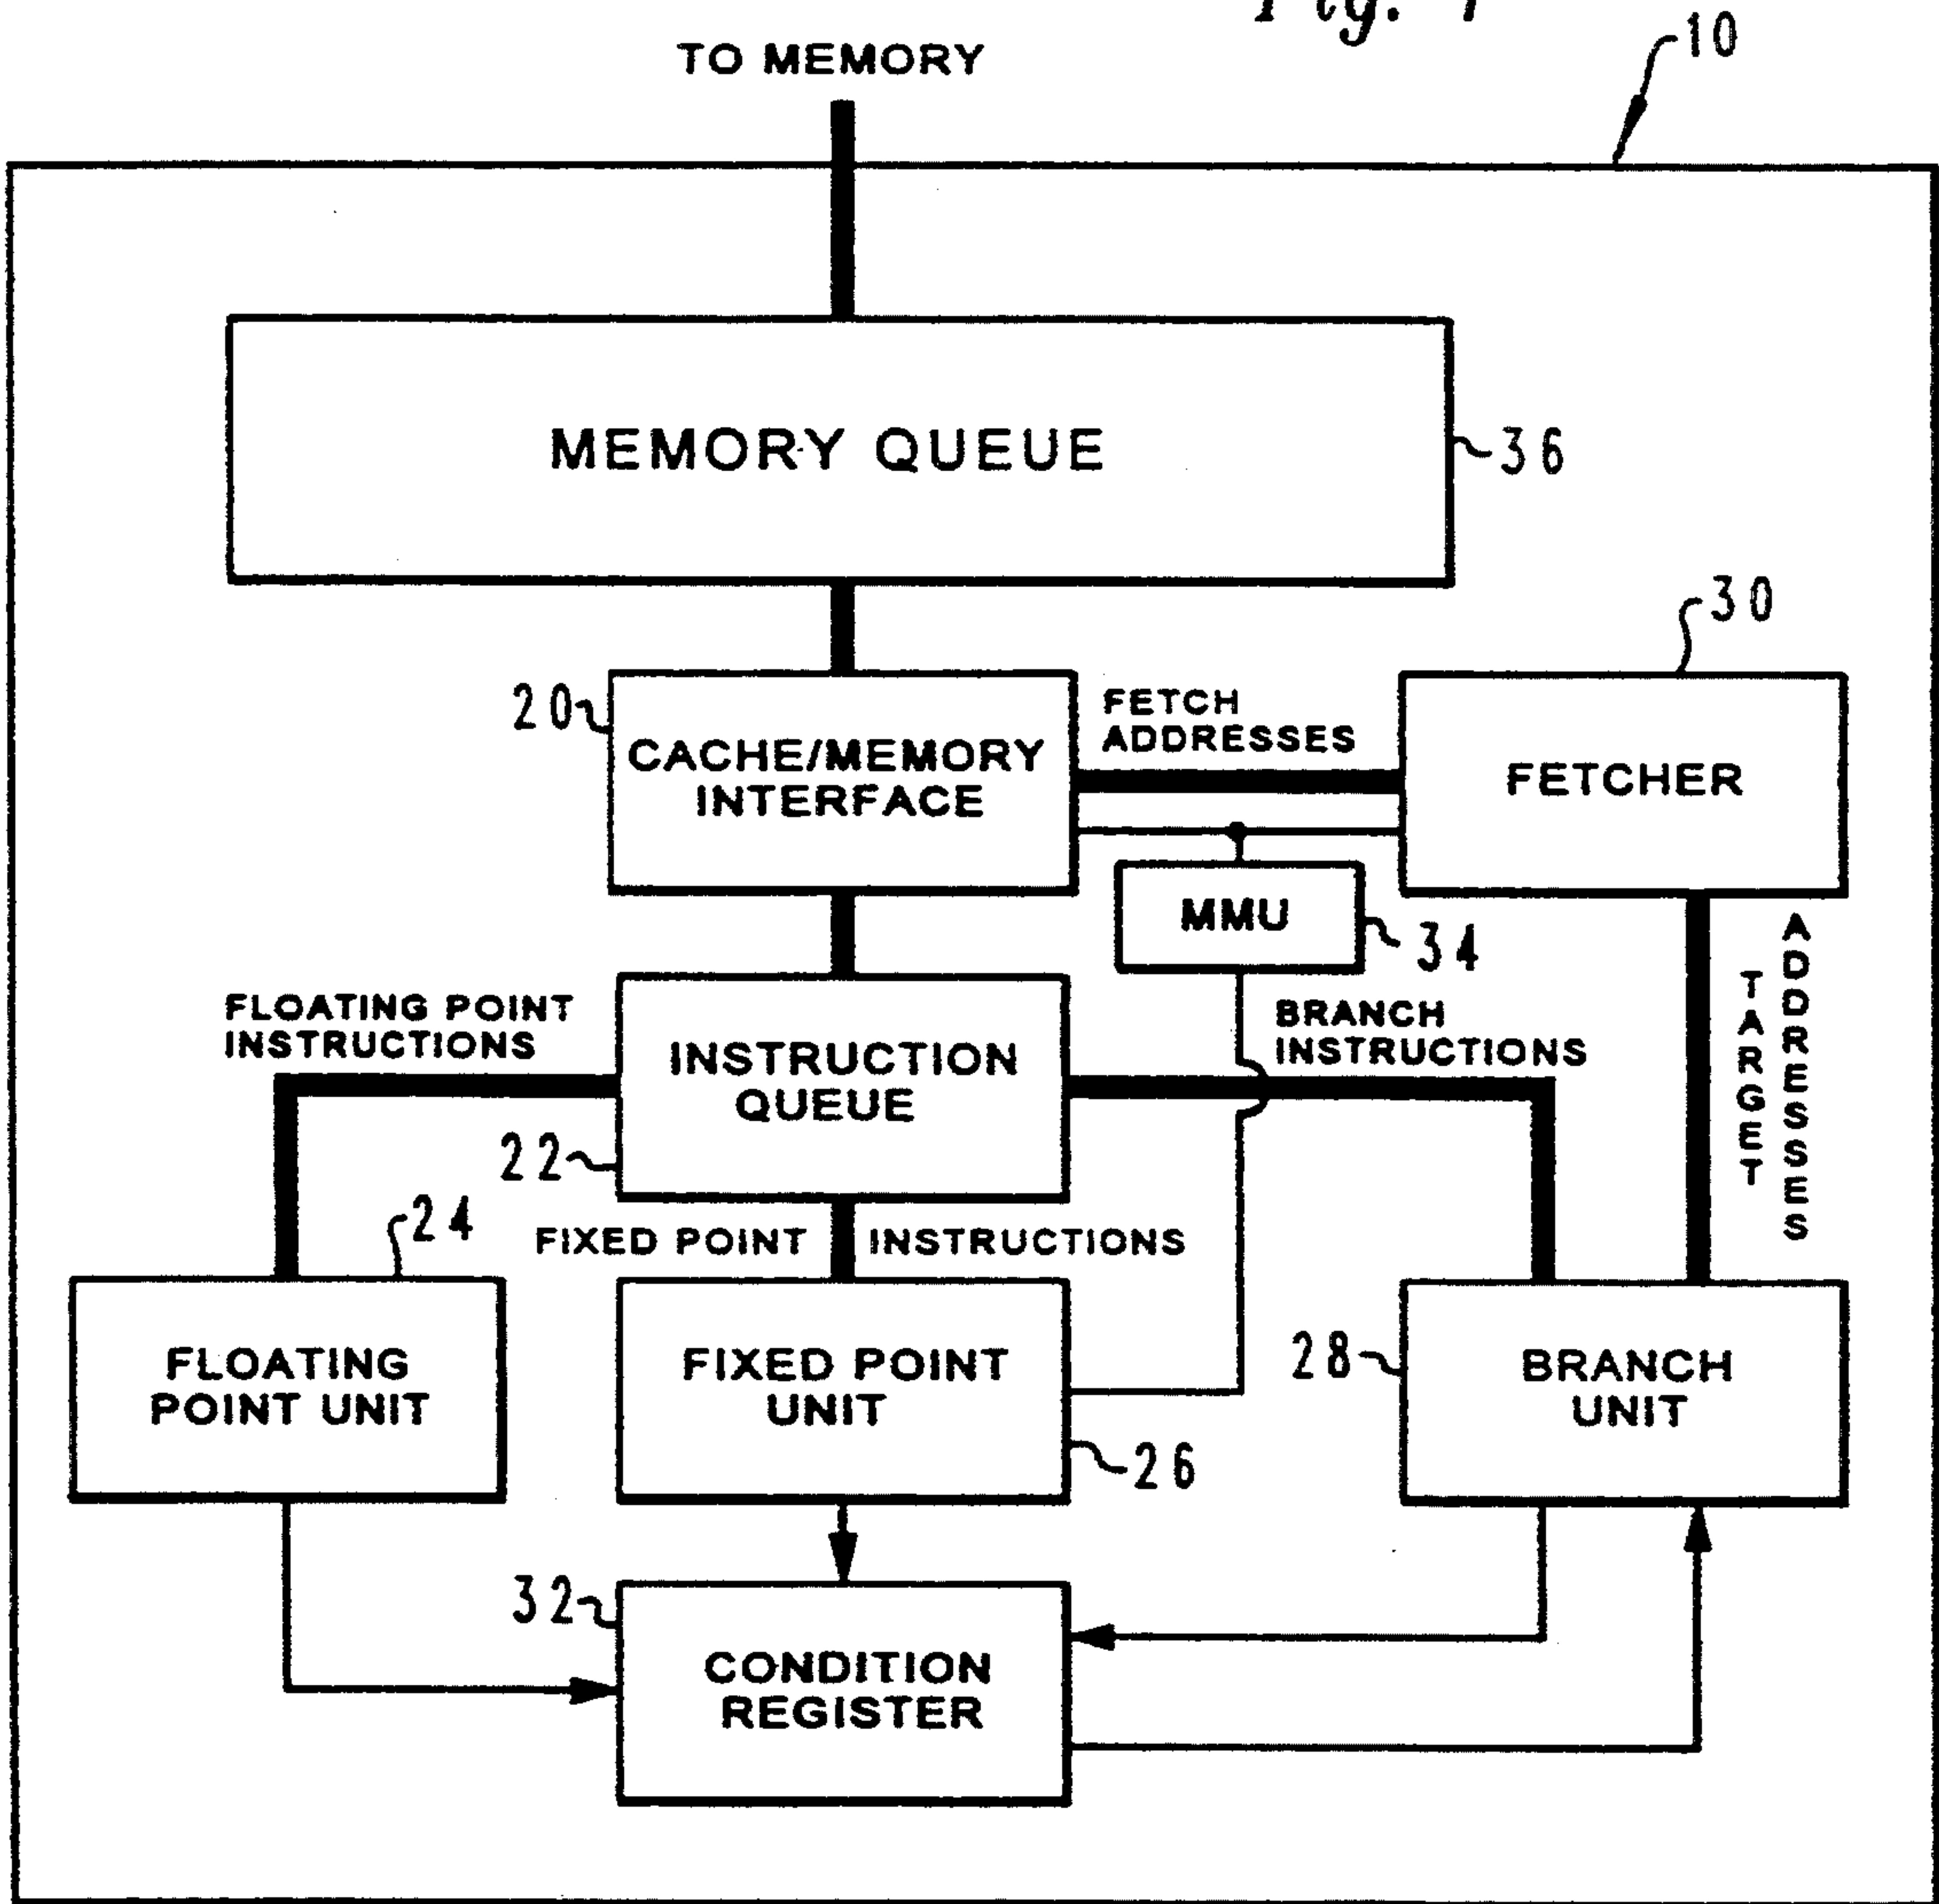 Fig. 1
TO MEMORY
10
MEMORY QUEUE
36
30
20
CACHE/MEMORY
INTERFACE
FETCH
ADDRESSES
FETCHER
MMU
34
FLOATING POINT
INSTRUCTIONS
INSTRUCTION
QUEUE
22
BRANCH
INSTRUCTIONS
TARGET
ADDRESSES
24
FIXED POINT INSTRUCTIONS
FLOATING
POINT UNIT
FIXED POINT
UNIT
26
28
BRANCH
UNIT
32
CONDITION
REGISTER